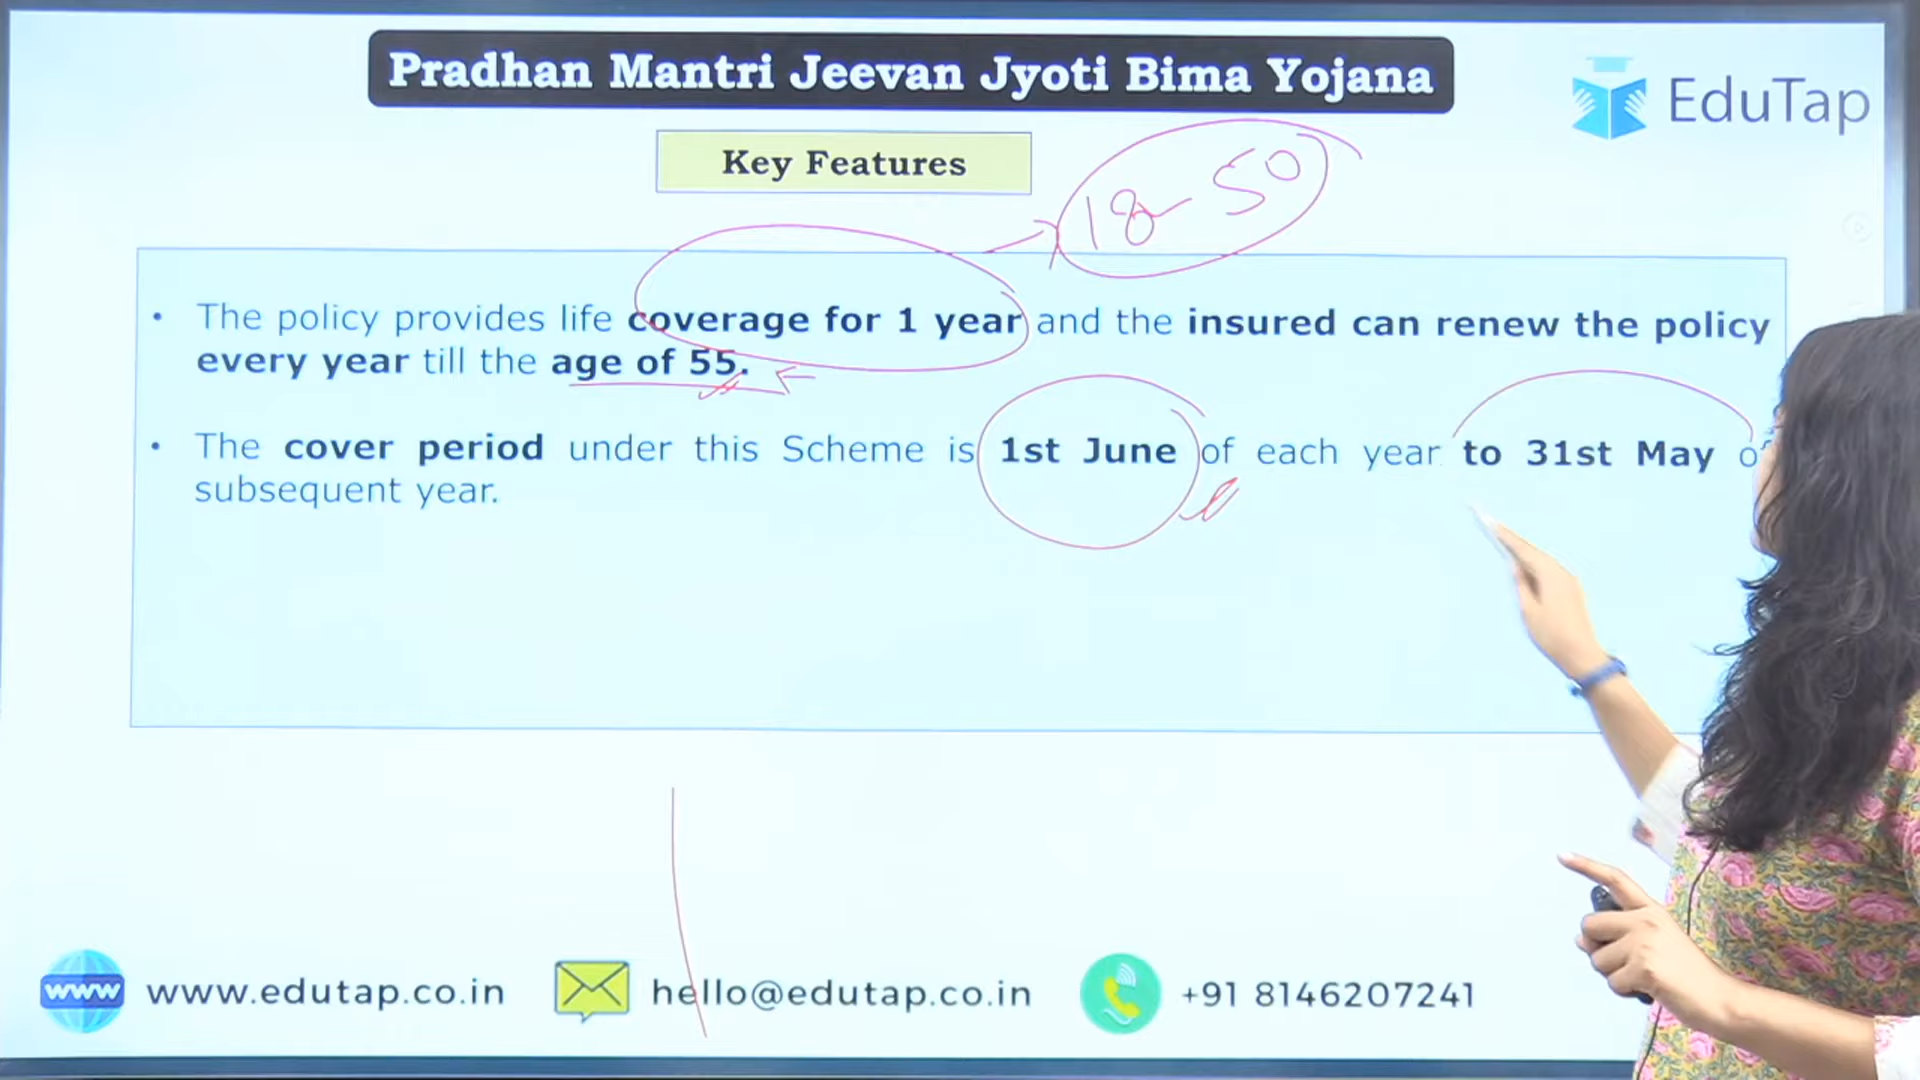 Pradhan Mantri Jeevan Jyoti Bima Yojana
EduTap
Key Features
18-50
• The policy provides life coverage for 1 year and the insured can renew the policy
every year till the age of 55.
• The cover period under this Scheme is 1st June of each year to 31st May
subsequent year.
www www.edutap.co.in
hello@edutap.co.in
+91 8146207241